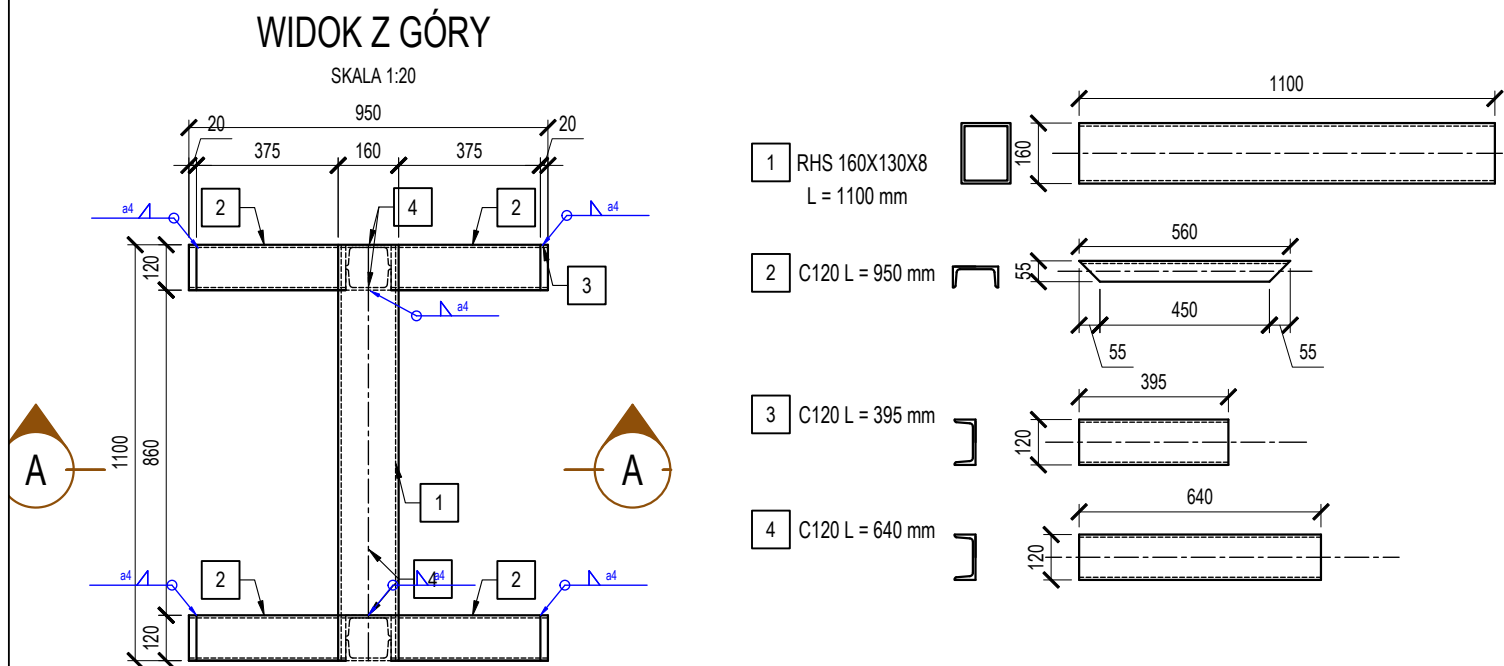 WIDOK Z GÓRY
SKALA 1:20
950
20
20
375
160
375
a4
2
4
2
a4
120
3
a4
A
1100
860
A
1
a4
2
4
a4
2
a4
120
1100
1
RHS 160X130X8
L = 1100 mm
160
560
2
C120 L = 950 mm
55
450
55
55
395
3
C120 L = 395 mm
120
640
4
C120 L = 640 mm
120